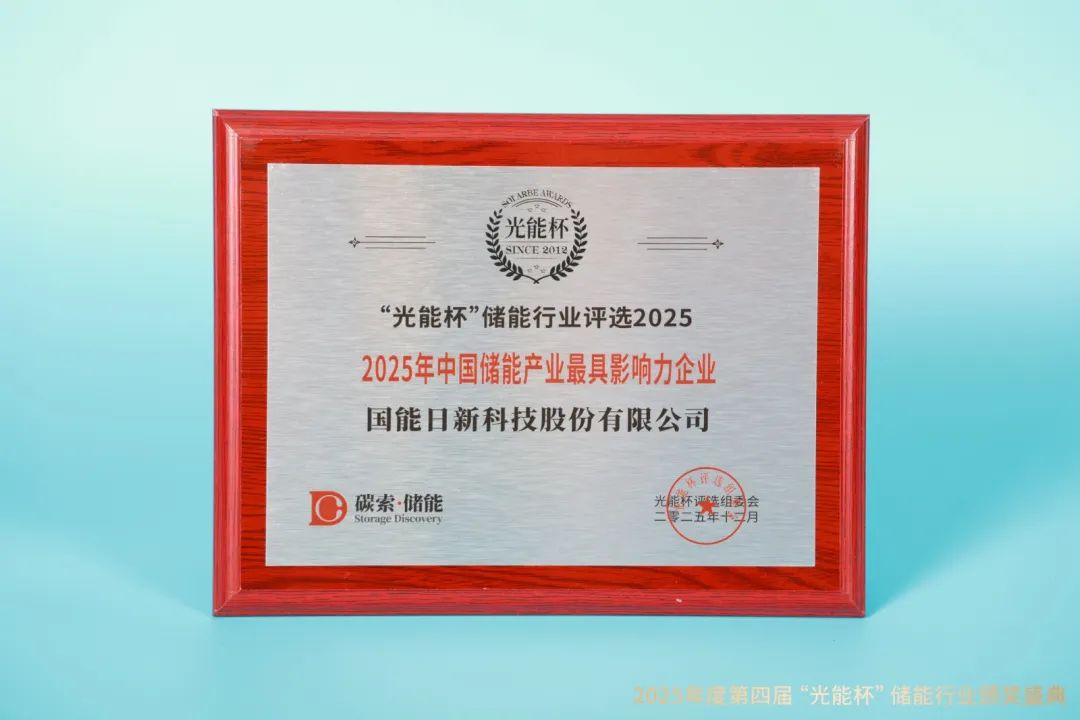 SOLARBE AWARDS
光能杯
SINCE 2012
“光能杯”储能行业评选2025
2025年中国储能产业最具影响力企业
国能日新科技股份有限公司
碳索·储能
Storage Discovery
光能杯评选组委会
二零二五年十二月
2025年度第四届“光能杯”储能行业颁奖盛典